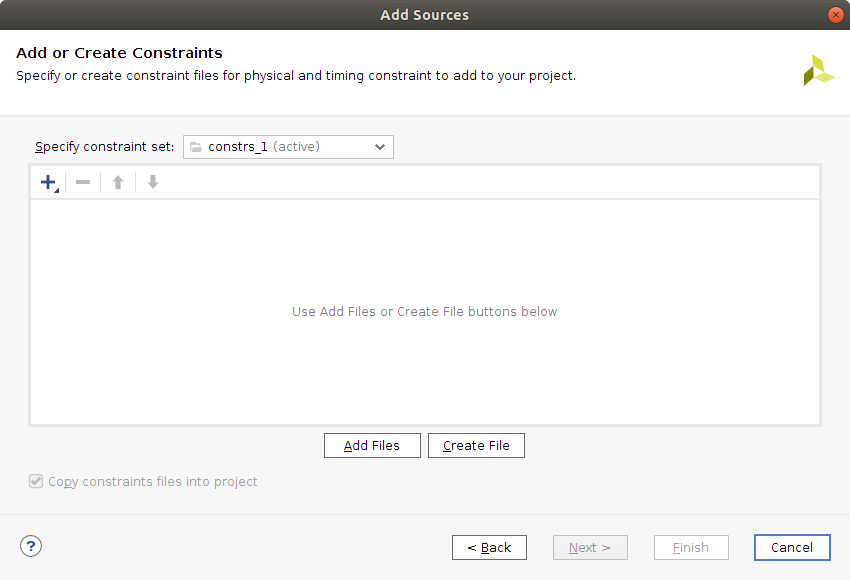 Add Sources
Add or Create Constraints
Specify or create constraint files for physical and timing constraint to add to your project.
Specify constraint set: constrs_1 (active)
Use Add Files or Create File buttons below
Add Files Create File
Copy constraints files into project
? < Back Next > Finish Cancel